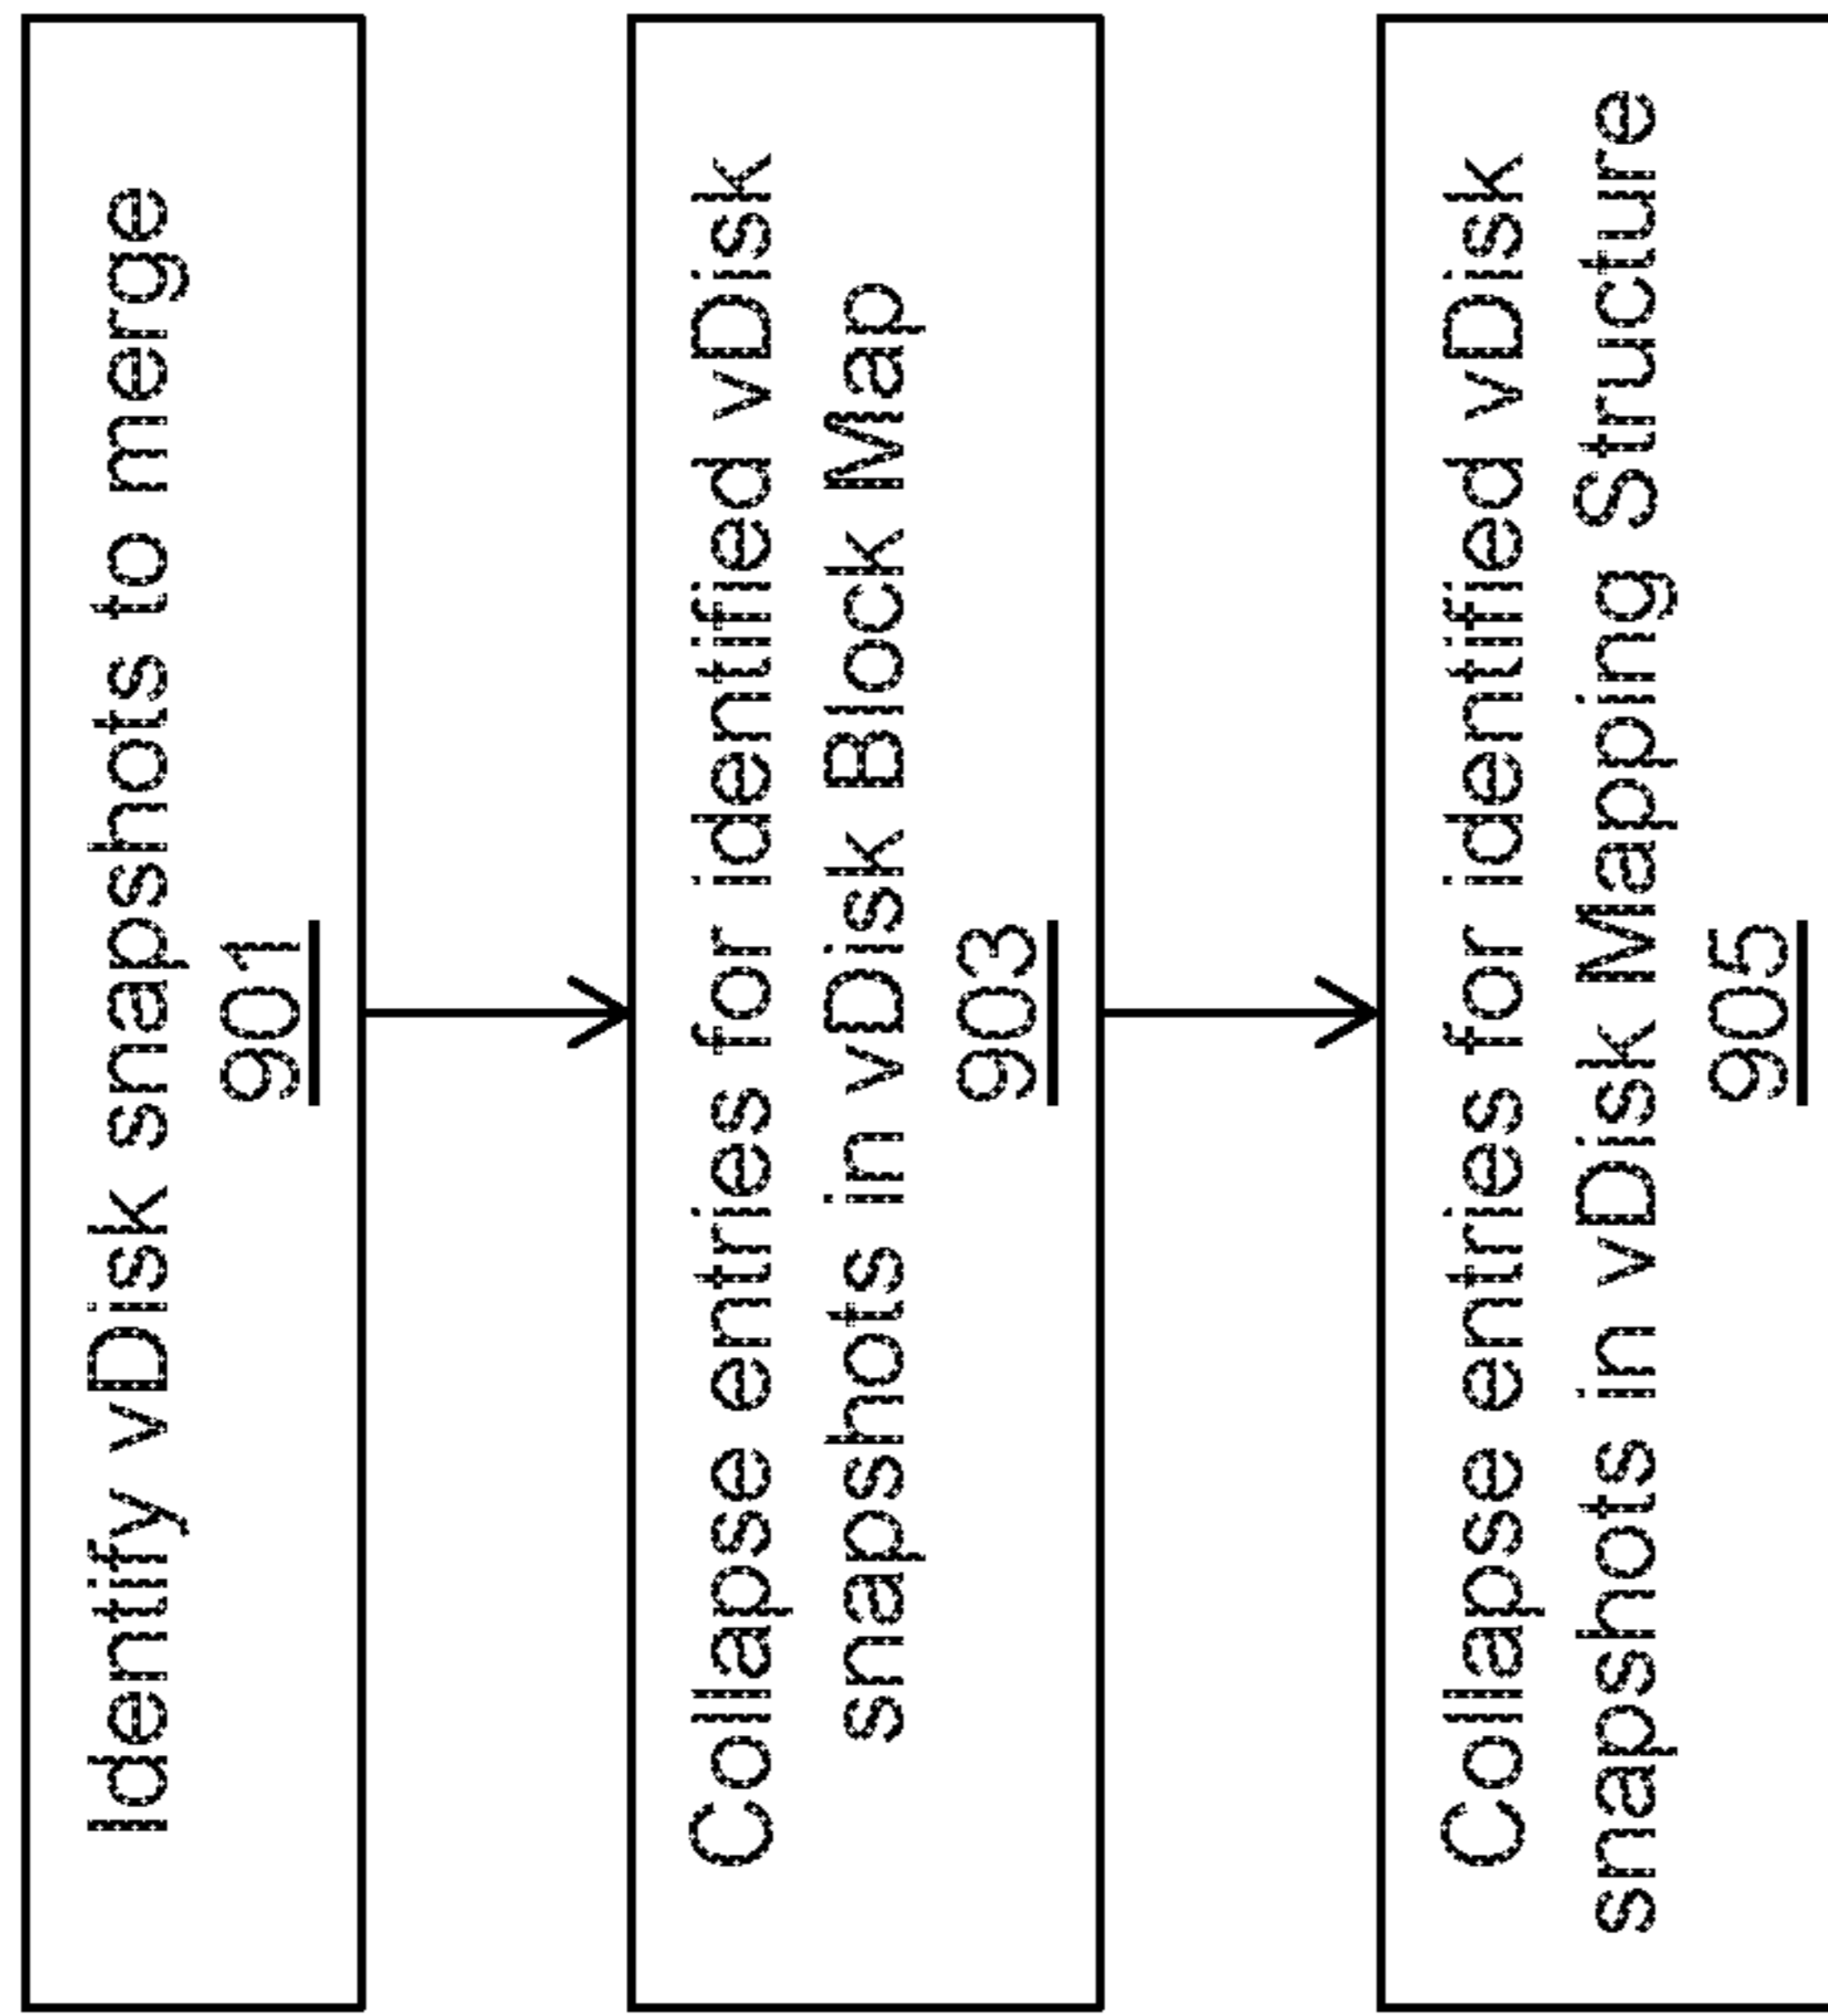 Identify vDisk snapshots to merge
901
Collapse entries for identified vDisk
snapshots in vDisk Block Map
903
Collapse entries for identified vDisk
snapshots in vDisk Mapping Structure
905